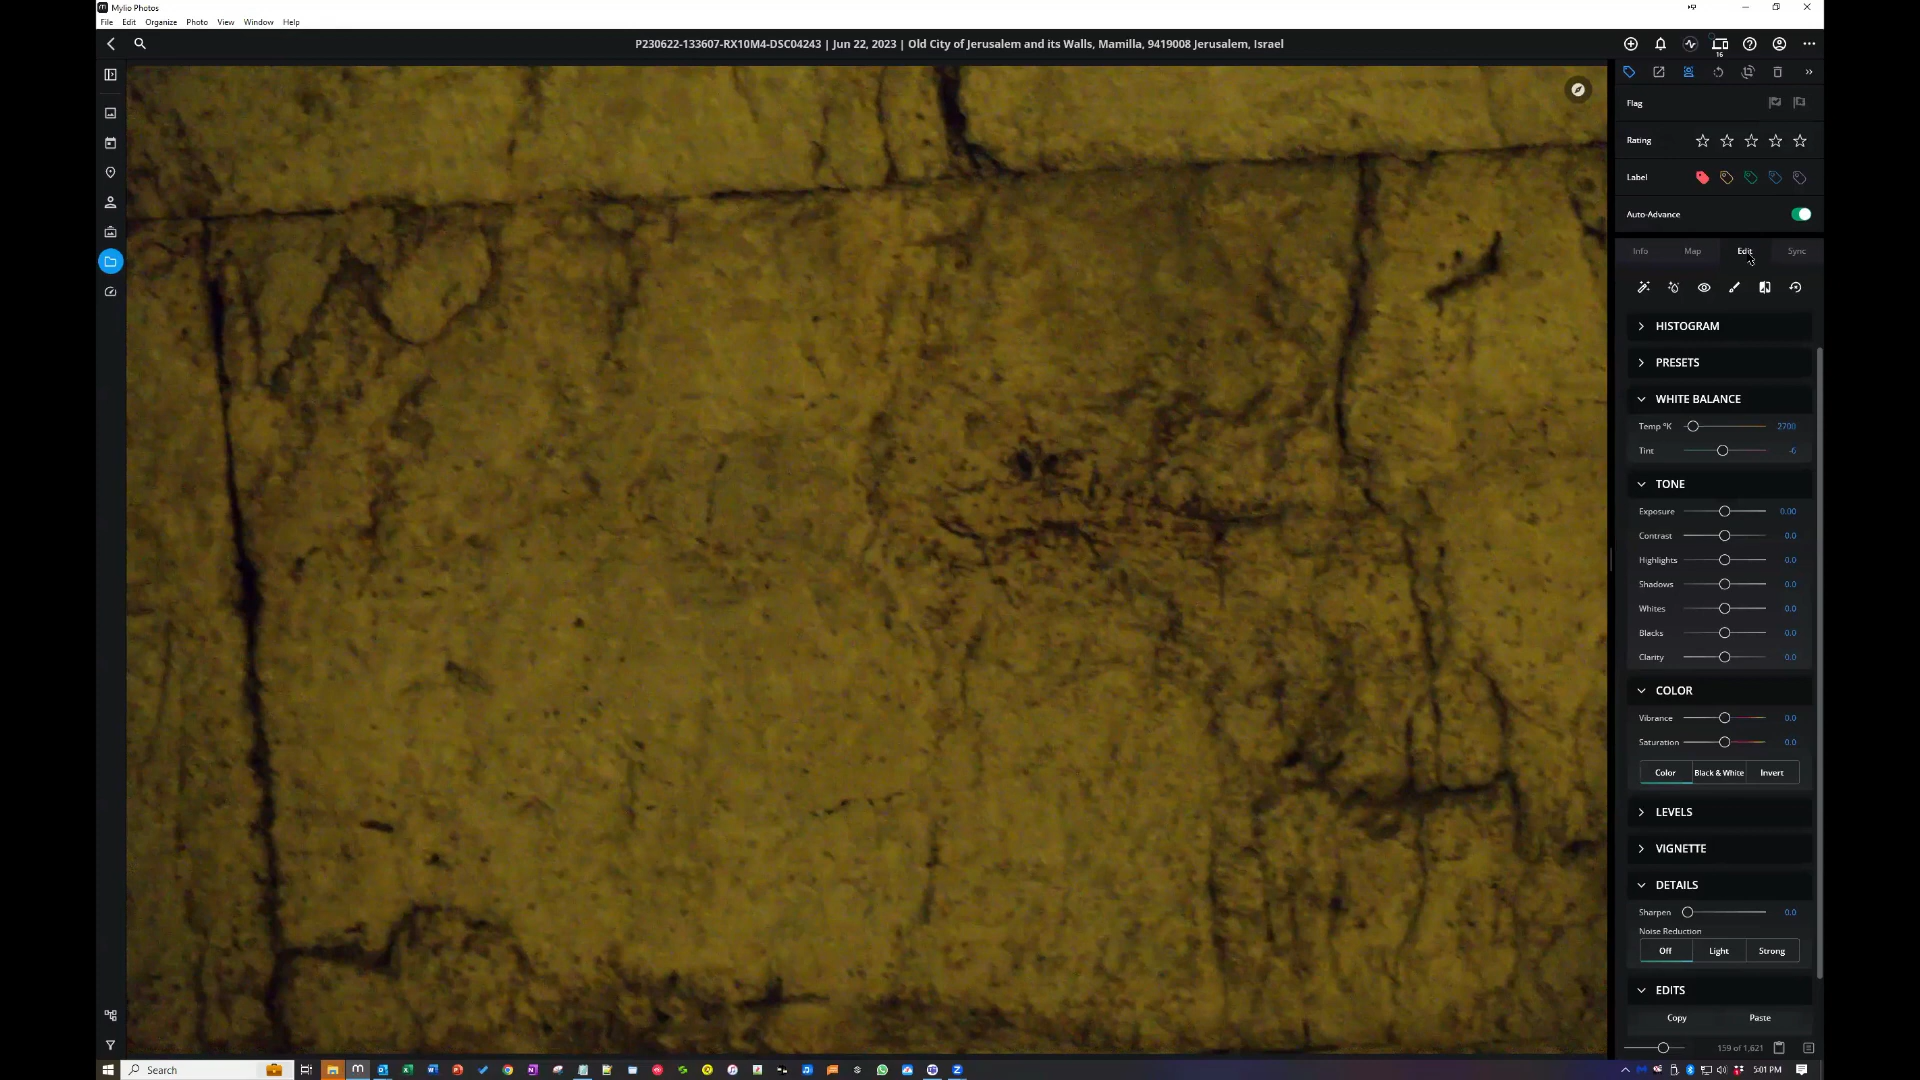 Mylio Photos
File Edit Organize Photo View Window Help
P230622-133607-RX10M4-DSC04243 | Jun 22, 2023 | Old City of Jerusalem and its Walls, Mamilla, 9419008 Jerusalem, Israel
16
Flag
Rating
Label
Auto-Advance
Info Map Edit Sync
HISTOGRAM
PRESETS
WHITE BALANCE
Temp °K 2700
Tint -6
TONE
Exposure 0.00
Contrast 0.0
Highlights 0.0
Shadows 0.0
Whites 0.0
Blacks 0.0
Clarity 0.0
COLOR
Vibrance 0.0
Saturation 0.0
Color Black & White Invert
LEVELS
VIGNETTE
DETAILS
Sharpen 0.0
Noise Reduction
Off Light Strong
EDITS
Copy Paste
159 of 1,621
Search
5:01 PM